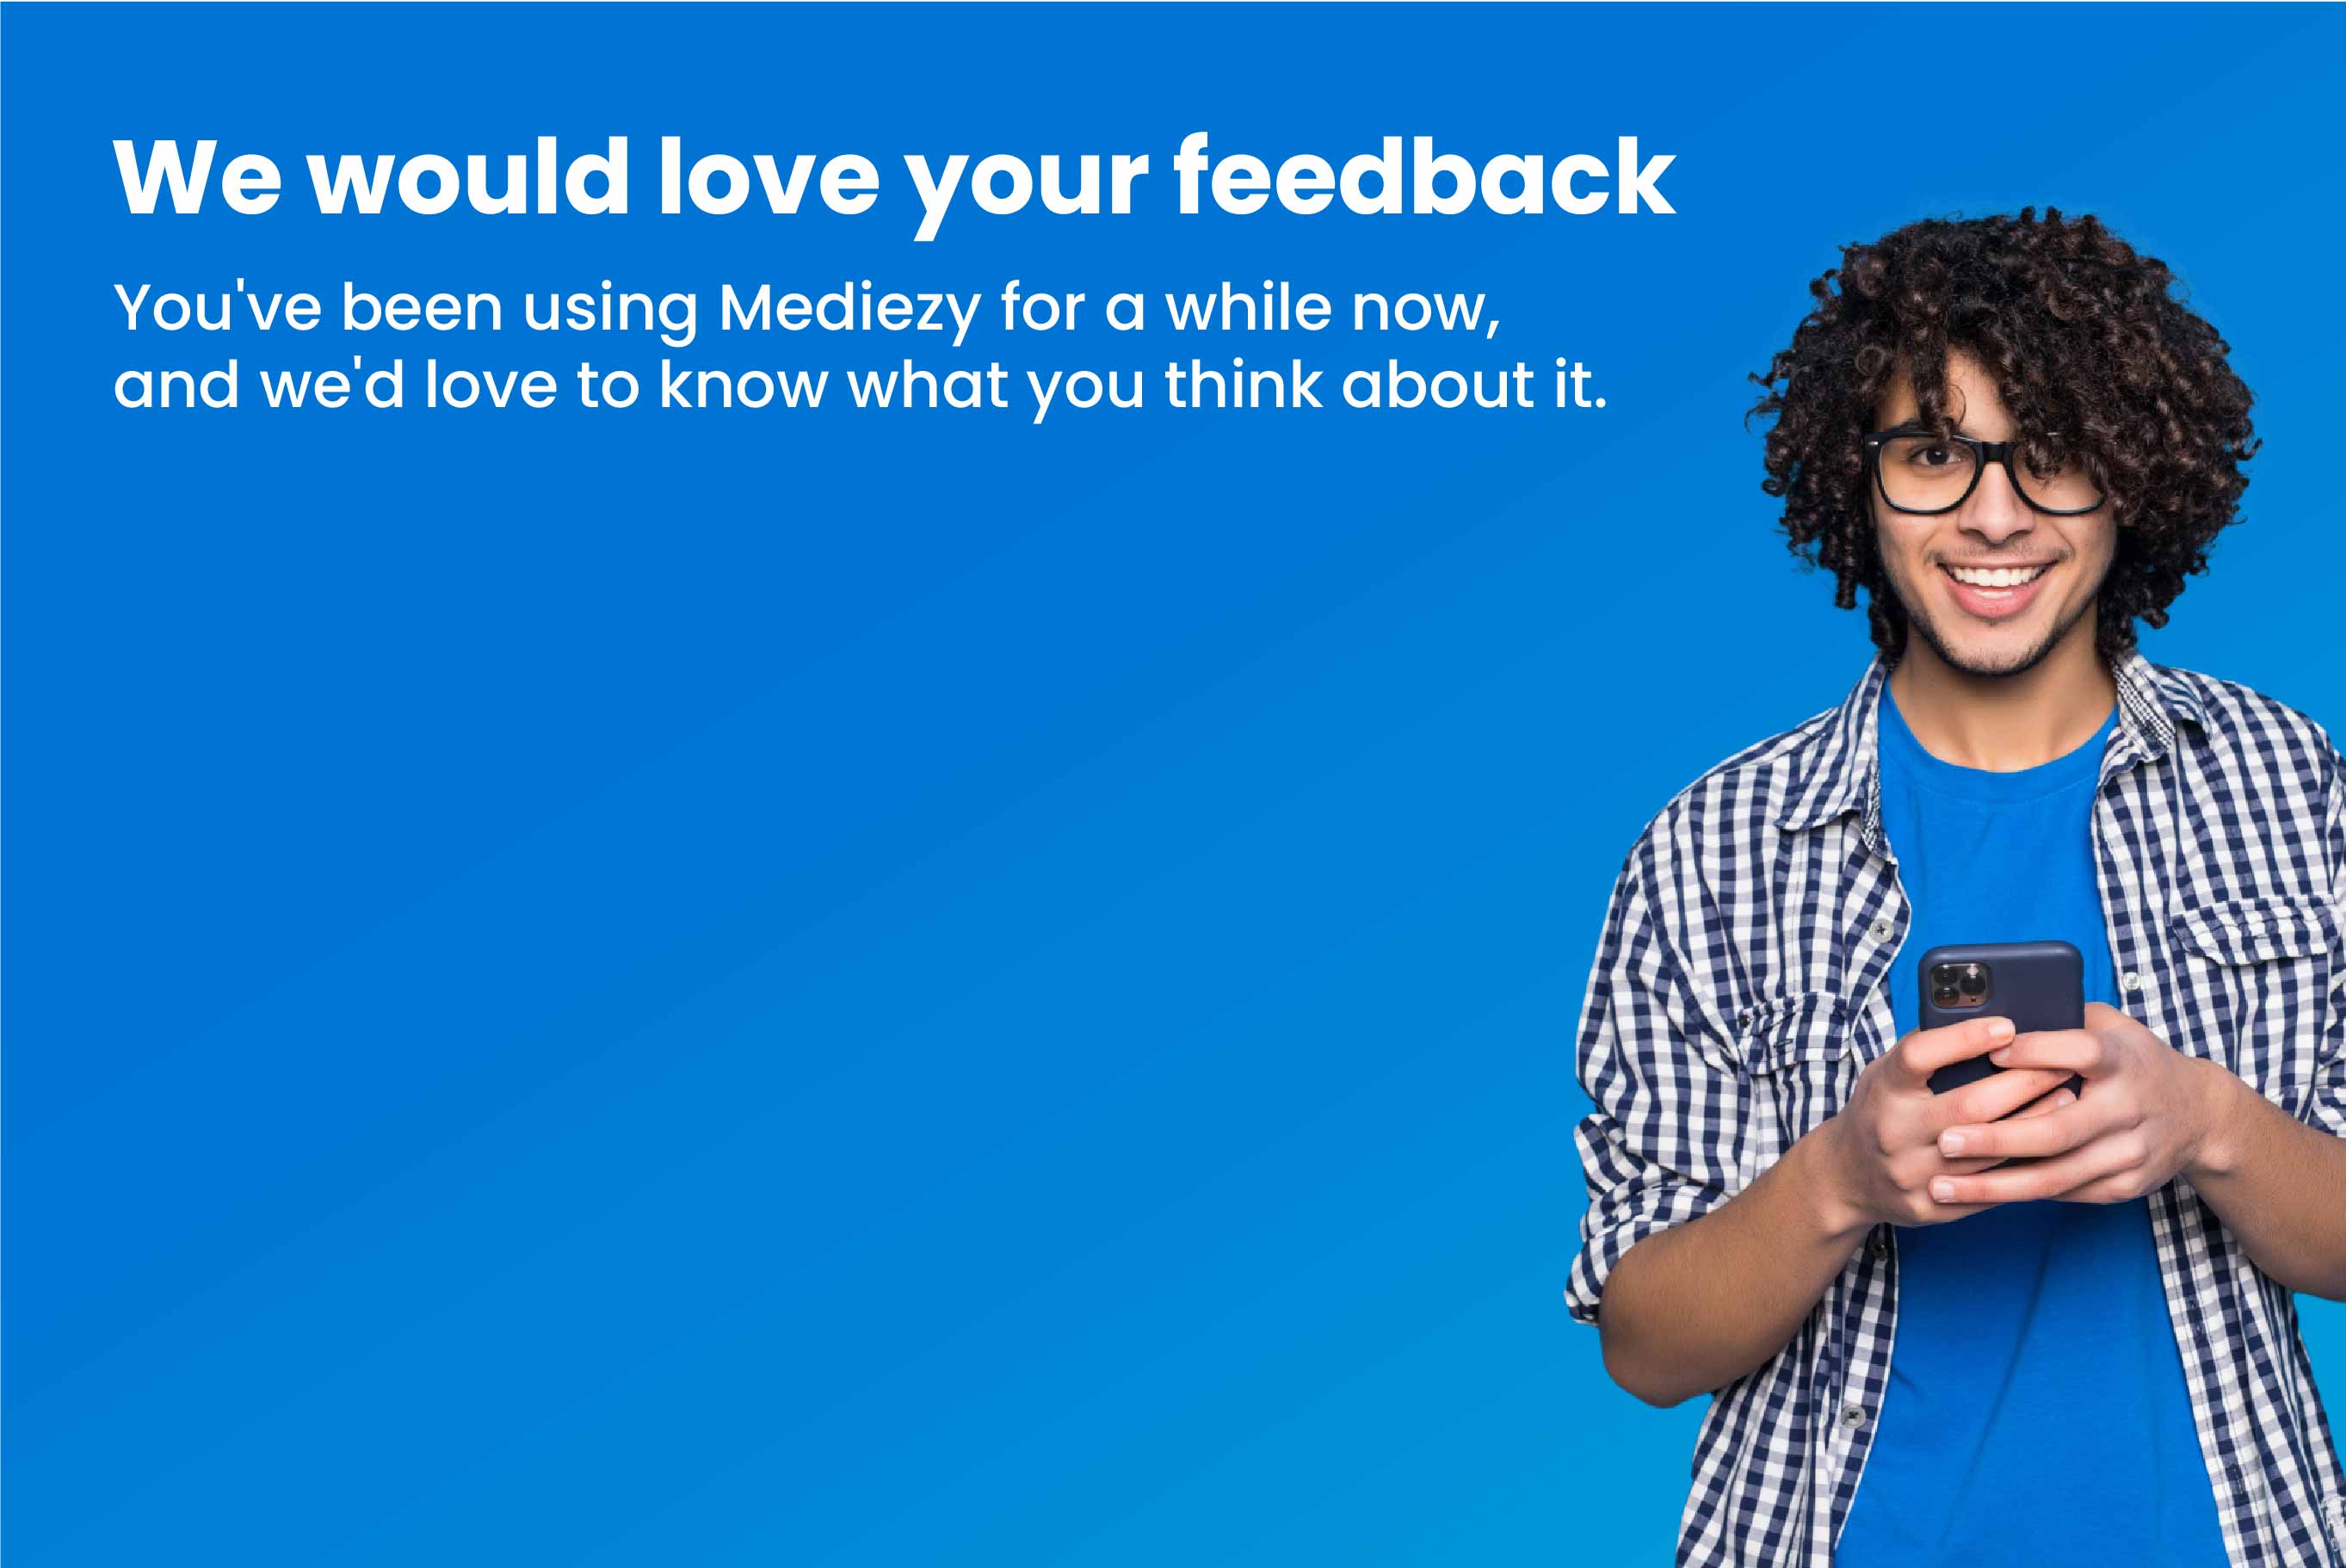 We would love your feedback
You've been using Mediezy for a while now,
and we'd love to know what you think about it.